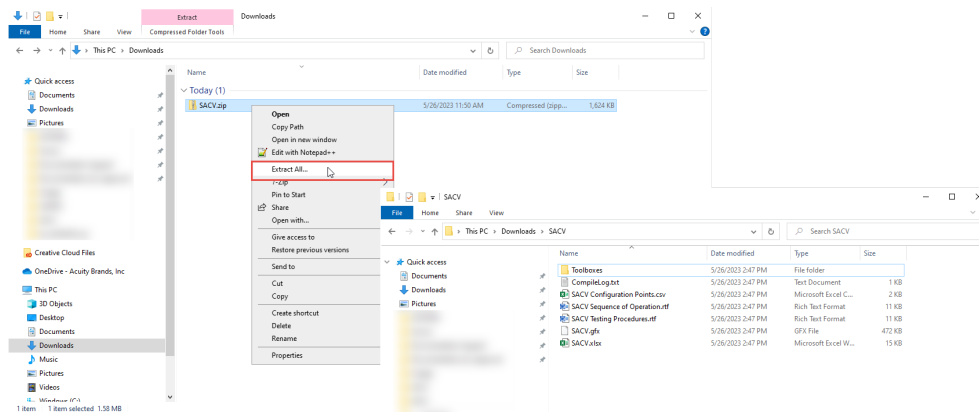 Extract
Downloads
File Home Share View Compressed Folder Tools
This PC > Downloads
Search Downloads
Name Date modified Type Size
Quick access
Today (1)
Documents
SACV.zip 5/26/2023 11:50 AM Compressed (zipp... 1,624 KB
Downloads
Pictures
Open
Copy Path
Open in new window
Edit with Notepad++
Extract All...
7-Zip
Pin to Start
Share
Open with...
Give access to
Restore previous versions
Send to
Cut
Copy
Create shortcut
Delete
Rename
Properties
Creative Cloud Files
OneDrive - Acuity Brands, Inc
This PC
3D Objects
Desktop
Documents
Downloads
Music
Pictures
Videos
Windows (C:)
1 item 1 item selected 1.58 MB
SACV
File Home Share View
This PC > Downloads > SACV
Search SACV
Name Date modified Type Size
Quick access
Documents
Downloads
Pictures
Toolboxes 5/26/2023 2:47 PM File folder
CompileLog.txt 5/26/2023 2:47 PM Text Document 1 KB
SACV Configuration Points.csv 5/26/2023 2:47 PM Microsoft Excel C... 2 KB
SACV Sequence of Operation.rtf 5/26/2023 2:47 PM Rich Text Format 11 KB
SACV Testing Procedures.rtf 5/26/2023 2:47 PM Rich Text Format 11 KB
SACV.gfx 5/26/2023 2:47 PM GFX File 472 KB
SACV.xlsx 5/26/2023 2:47 PM Microsoft Excel W... 15 KB